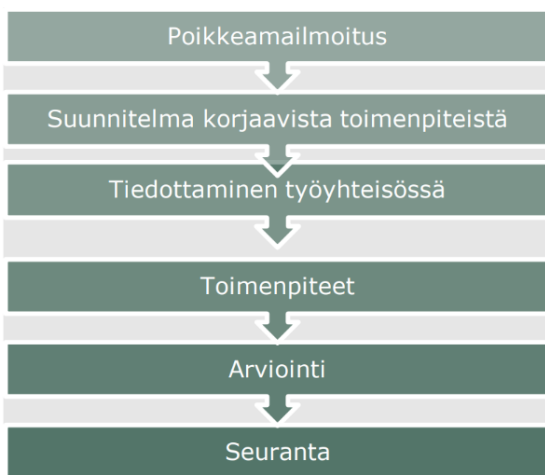 Poikkeamailmoitus
Suunnitelma korjaavista toimenpiteistä
Tiedottaminen työyhteisössä
Toimenpiteet
Arviointi
Seuranta